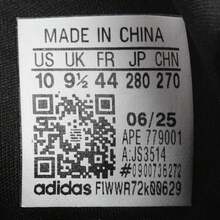 MADE IN CHINA
US UK FR JP CHN
10 9½ 44 280 270
06/25
APE 779001
A:JS3514
#0900736272
adidas F1WWR72k00629